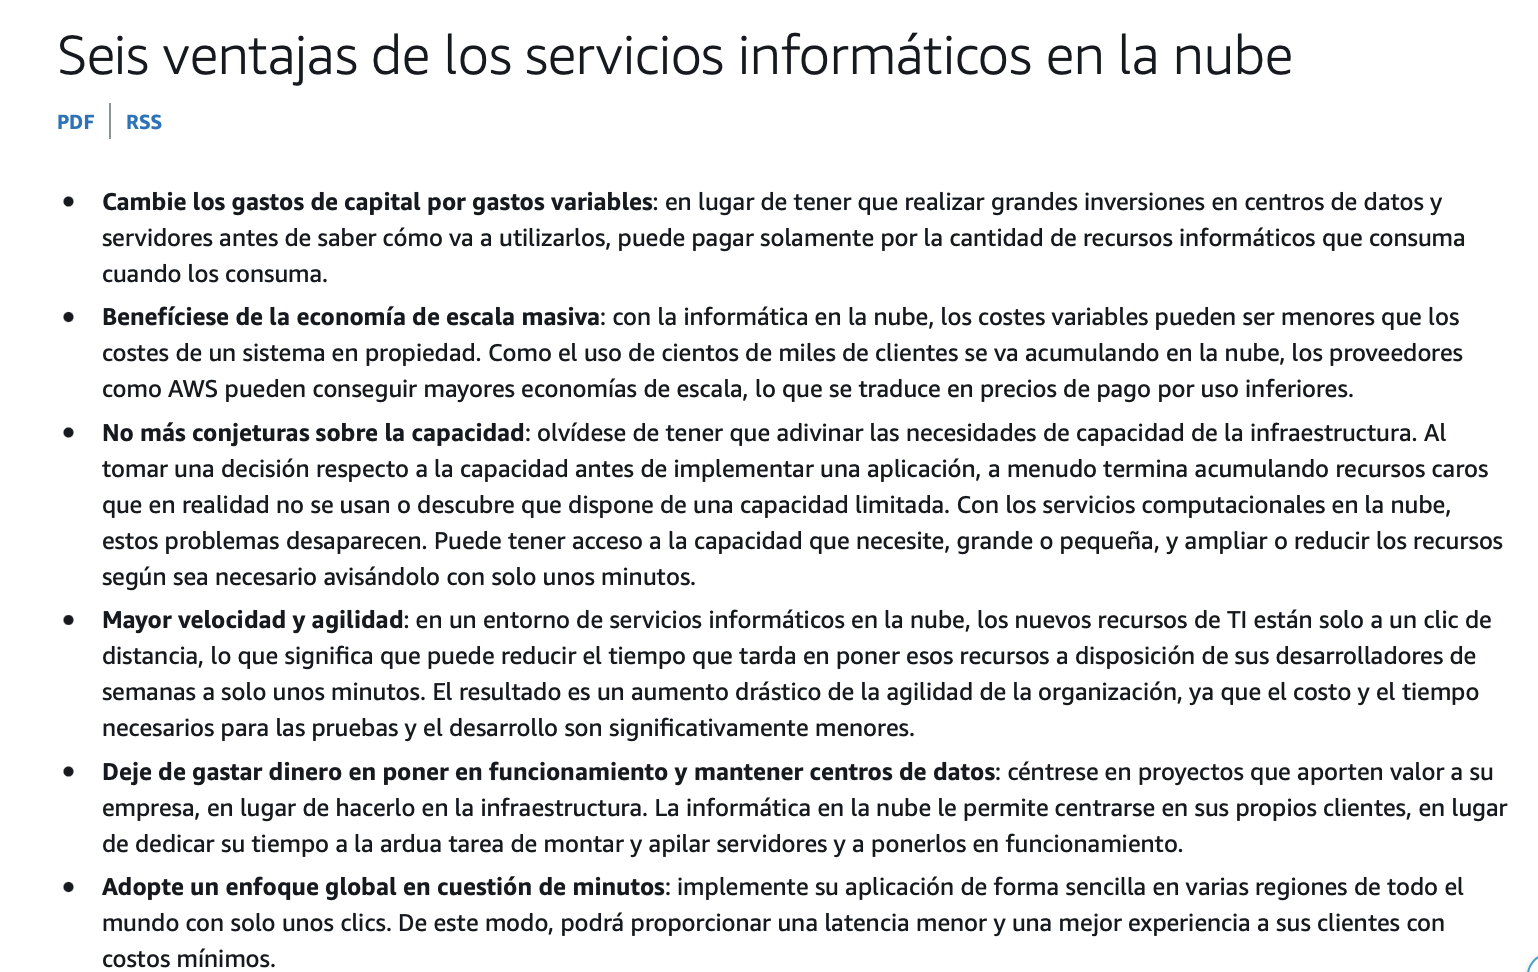 Seis ventajas de los servicios informáticos en la nube
PDF | RSS
• Cambie los gastos de capital por gastos variables: en lugar de tener que realizar grandes inversiones en centros de datos y
servidores antes de saber cómo va a utilizarlos, puede pagar solamente por la cantidad de recursos informáticos que consuma
cuando los consuma.
• Benefíciese de la economía de escala masiva: con la informática en la nube, los costes variables pueden ser menores que los
costes de un sistema en propiedad. Como el uso de cientos de miles de clientes se va acumulando en la nube, los proveedores
como AWS pueden conseguir mayores economías de escala, lo que se traduce en precios de pago por uso inferiores.
• No más conjeturas sobre la capacidad: olvídese de tener que adivinar las necesidades de capacidad de la infraestructura. Al
tomar una decisión respecto a la capacidad antes de implementar una aplicación, a menudo termina acumulando recursos caros
que en realidad no se usan o descubre que dispone de una capacidad limitada. Con los servicios computacionales en la nube,
estos problemas desaparecen. Puede tener acceso a la capacidad que necesite, grande o pequeña, y ampliar o reducir los recursos
según sea necesario avisándolo con solo unos minutos.
• Mayor velocidad y agilidad: en un entorno de servicios informáticos en la nube, los nuevos recursos de TI están solo a un clic de
distancia, lo que significa que puede reducir el tiempo que tarda en poner esos recursos a disposición de sus desarrolladores de
semanas a solo unos minutos. El resultado es un aumento drástico de la agilidad de la organización, ya que el costo y el tiempo
necesarios para las pruebas y el desarrollo son significativamente menores.
• Deje de gastar dinero en poner en funcionamiento y mantener centros de datos: céntrese en proyectos que aporten valor a su
empresa, en lugar de hacerlo en la infraestructura. La informática en la nube le permite centrarse en sus propios clientes, en lugar
de dedicar su tiempo a la ardua tarea de montar y apilar servidores y a ponerlos en funcionamiento.
• Adopte un enfoque global en cuestión de minutos: implemente su aplicación de forma sencilla en varias regiones de todo el
mundo con solo unos clics. De este modo, podrá proporcionar una latencia menor y una mejor experiencia a sus clientes con
costos mínimos.